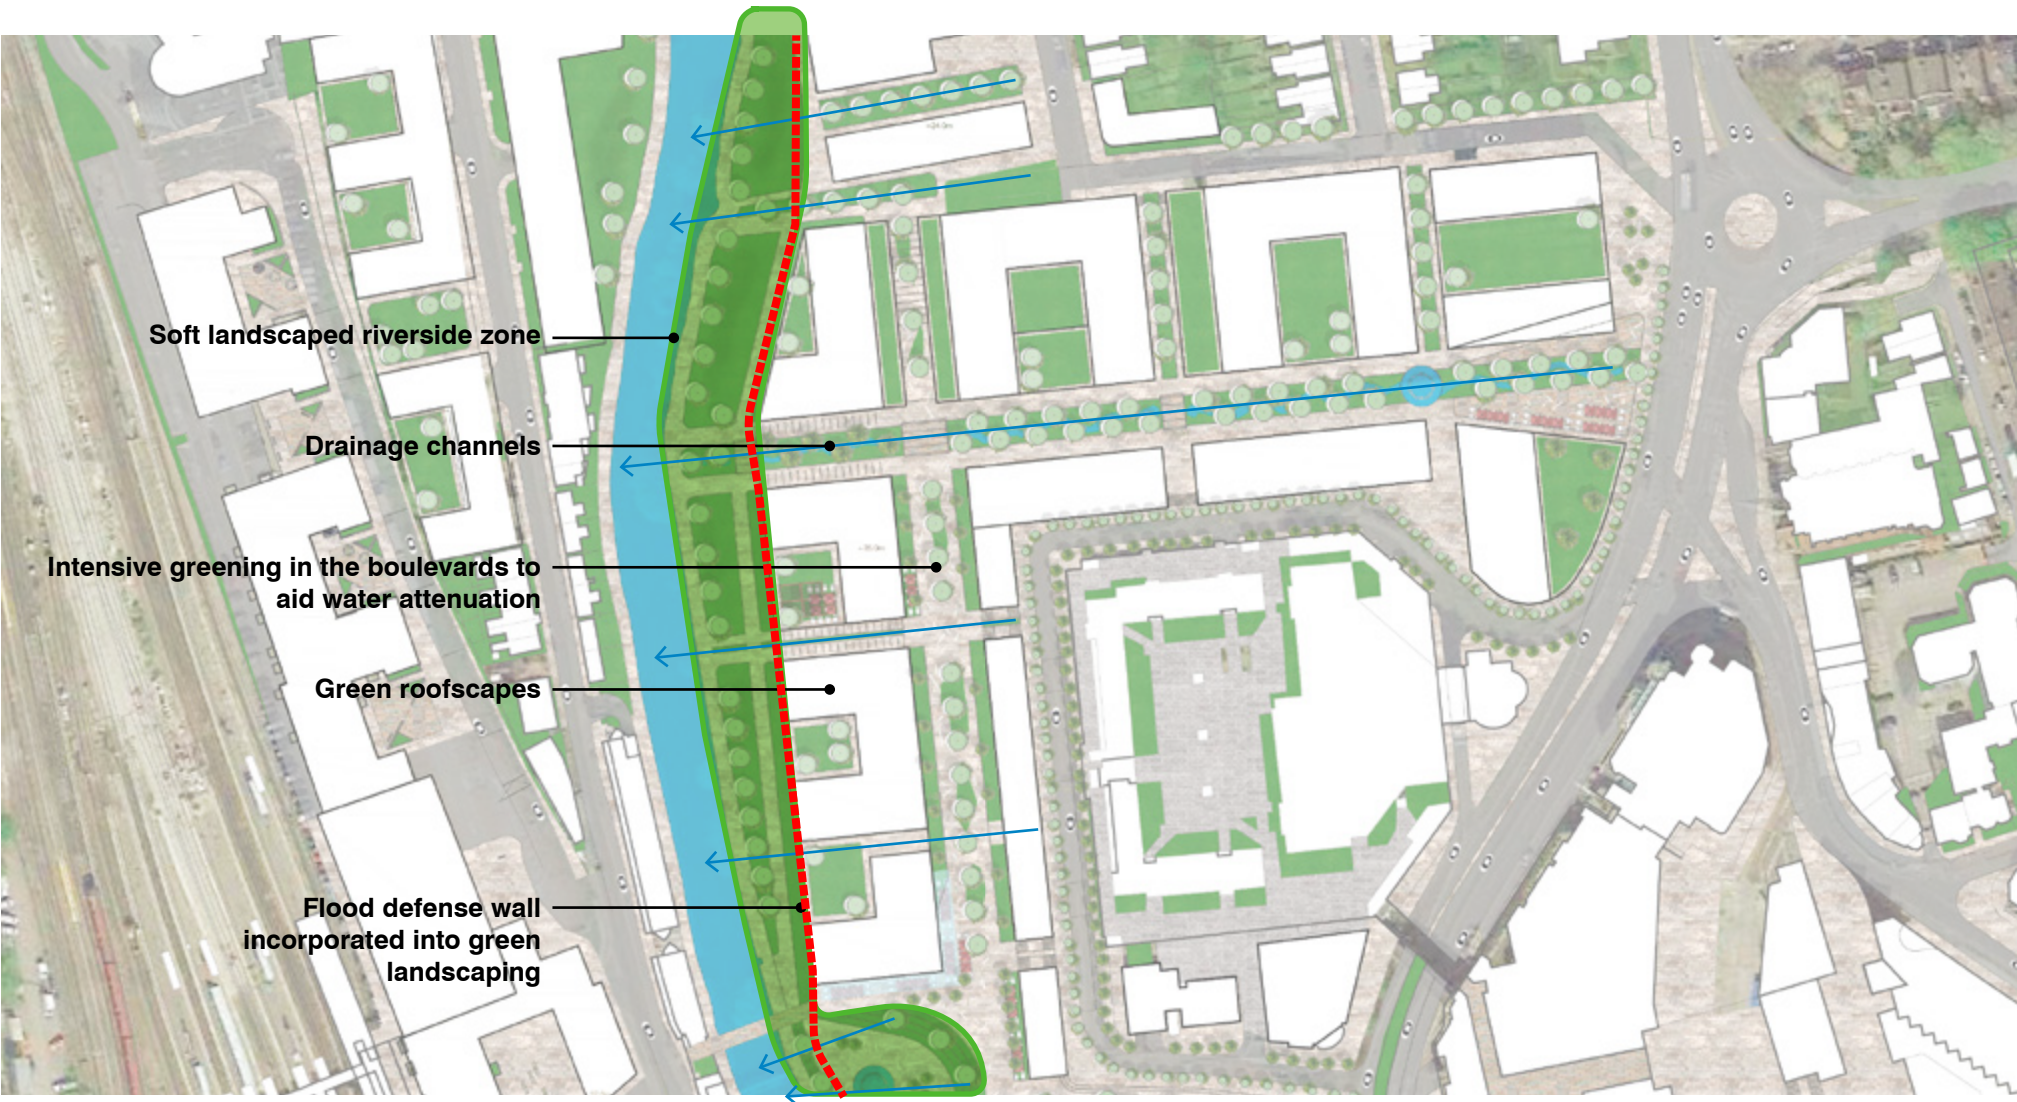 Soft landscaped riverside zone
Drainage channels
Intensive greening in the boulevards to
aid water attenuation
Green roofscapes
Flood defense wall
incorporated into green
landscaping